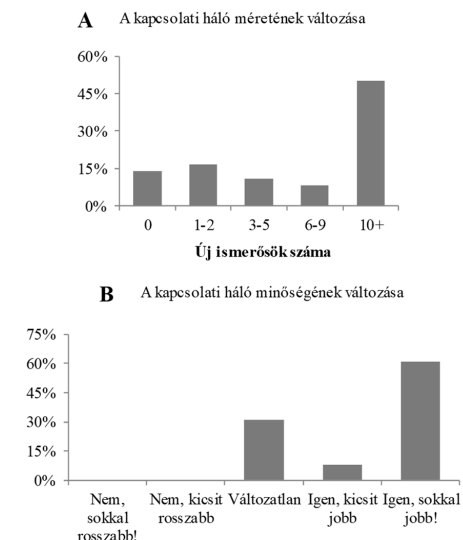 A A kapcsolati háló méretének változása
60%
45%
30%
15%
0%
0 1-2 3-5 6-9 10+
Új ismerősök száma
B A kapcsolati háló minőségének változása
75%
60%
45%
30%
15%
0%
Nem, sokkal rosszabb!
Nem, kicsit rosszabb
Változatlan
Igen, kicsit jobb
Igen, sokkal jobb!